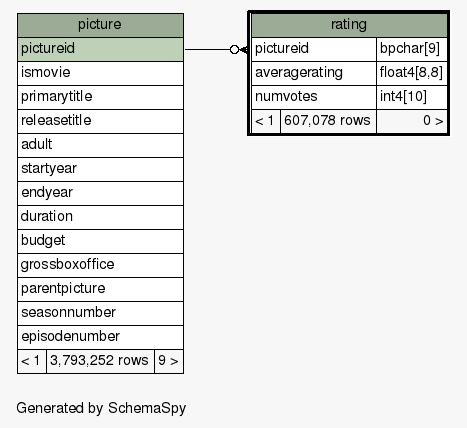 picture
pictureid
ismovie
primarytitle
releasetitle
adult
startyear
endyear
duration
budget
grossboxoffice
parentpicture
seasonnumber
episodenumber
< 1 3,793,252 rows 9 >
rating
pictureid bpchar[9]
averagerating float4[8,8]
numvotes int4[10]
< 1 607,078 rows 0 >
Generated by SchemaSpy